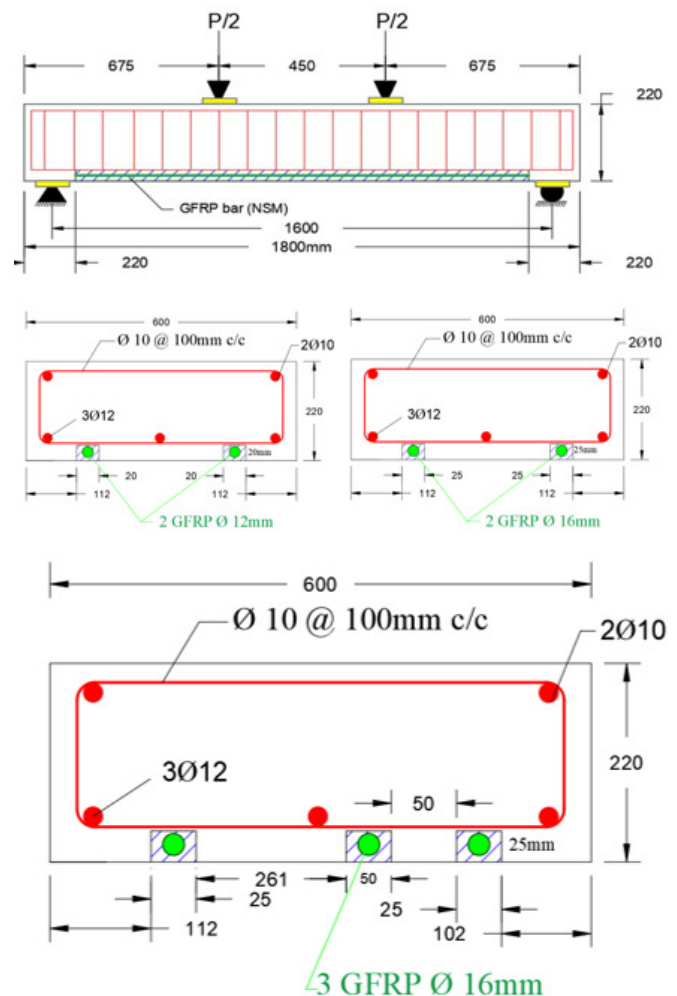 P/2 P/2
675 450 675
220
GFRP bar (NSM)
1600
1800mm
220 220
600
Ø 10 @ 100mm c/c
2Ø10
3Ø12
220
20mm
20 20
112 112
2 GFRP Ø 12mm
600
Ø 10 @ 100mm c/c
2Ø10
3Ø12
220
25mm
25 25
112 112
2 GFRP Ø 16mm
600
Ø 10 @ 100mm c/c
2Ø10
3Ø12
50
220
25mm
261 50
25 25
112 102
3 GFRP Ø 16mm